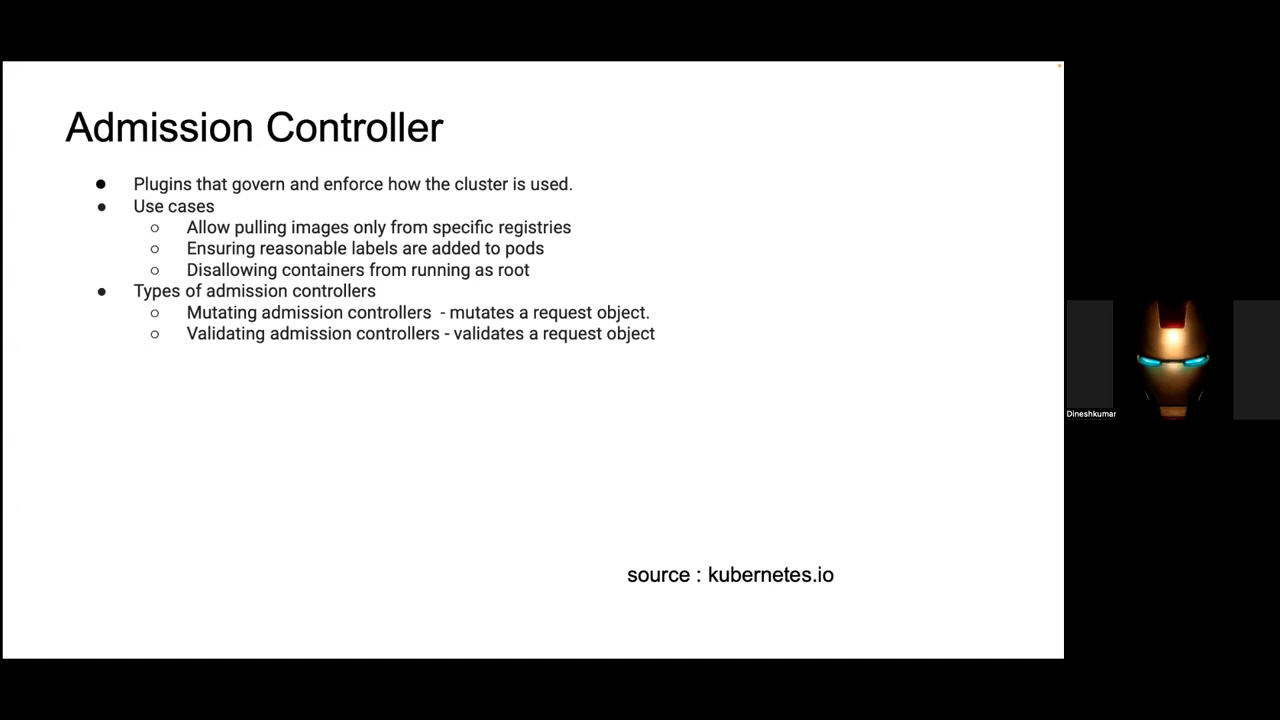 Admission Controller
● Plugins that govern and enforce how the cluster is used.
● Use cases
○ Allow pulling images only from specific registries
○ Ensuring reasonable labels are added to pods
○ Disallowing containers from running as root
● Types of admission controllers
○ Mutating admission controllers - mutates a request object.
○ Validating admission controllers - validates a request object
source : kubernetes.io
Dineshkumar